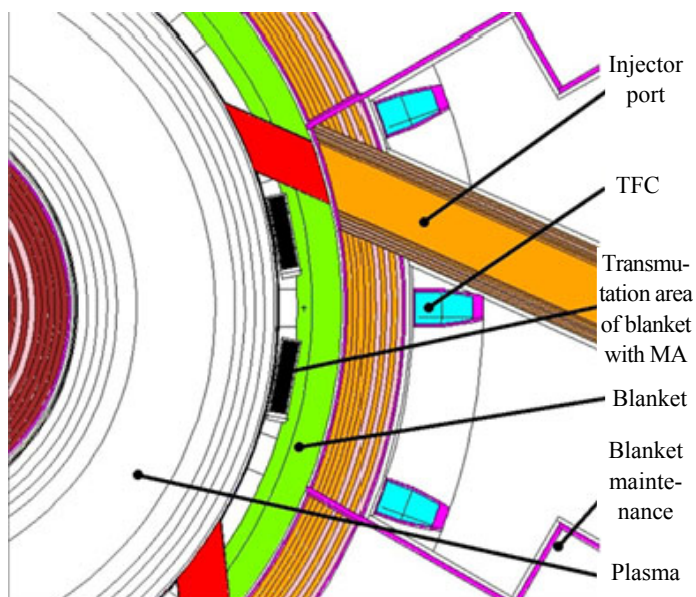 Injector
port
TFC
Transmu-
tation area
of blanket
with MA
Blanket
Blanket
mainte-
nance
Plasma